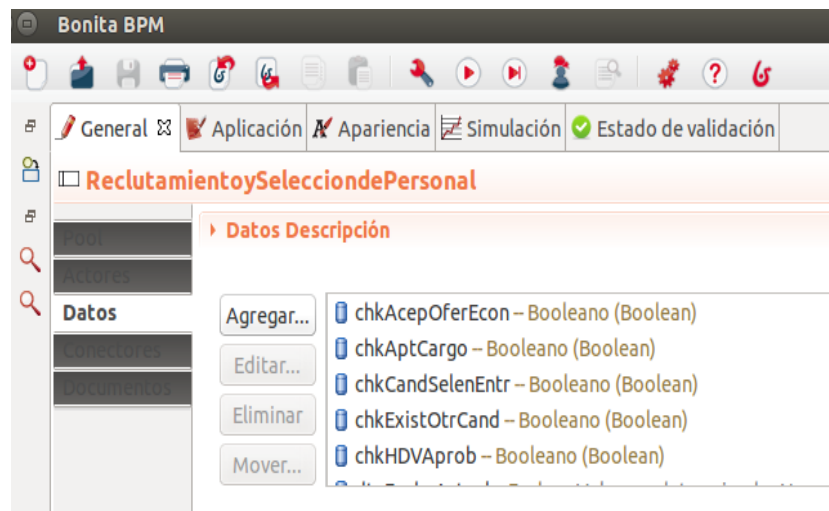 Bonita BPM
General Aplicación Apariencia Simulación Estado de validación
ReclutamientoySelecciondePersonal
Datos Descripción
Pool
Actores
Datos
Conectores
Documentos
Agregar...
Editar...
Eliminar
Mover...
chkAcepOferEcon -- Booleano (Boolean)
chkAptCargo -- Booleano (Boolean)
chkCandSelenEntr -- Booleano (Boolean)
chkExistOtrCand -- Booleano (Boolean)
chkHDVAprob -- Booleano (Boolean)